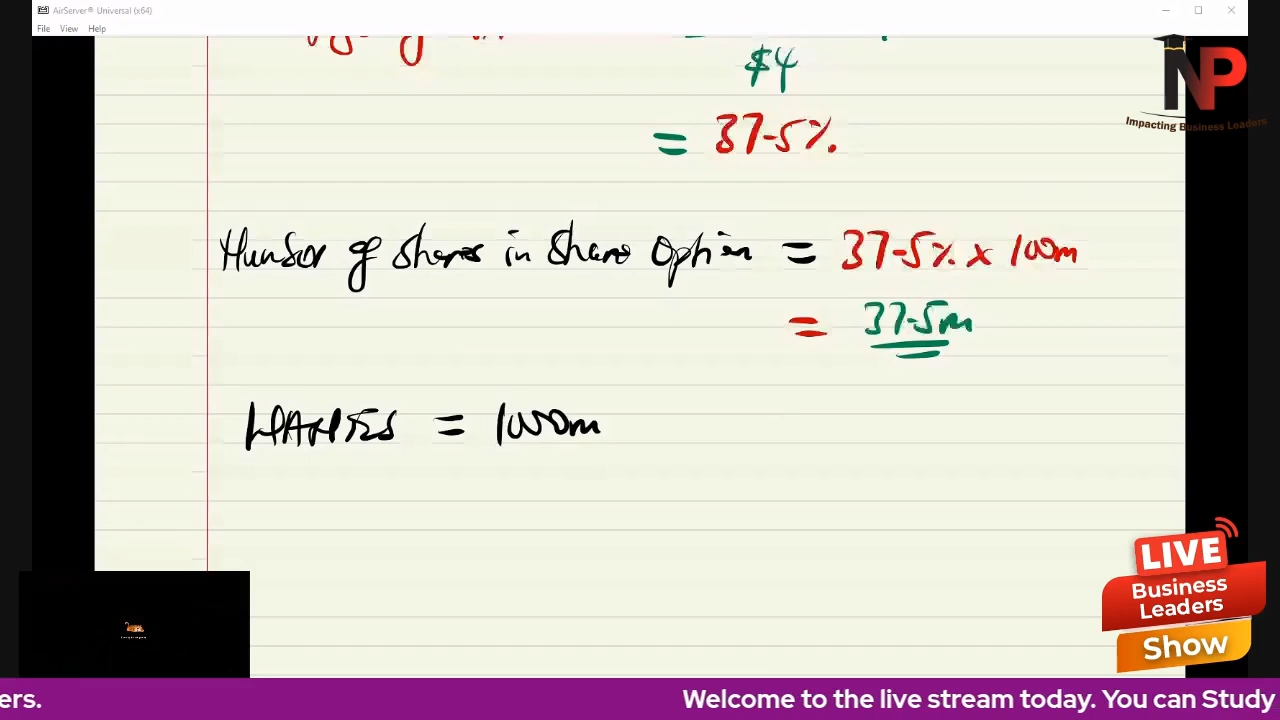 AirServer® Universal (x64)
File View Help
NP
Impacting Business Leaders
$4
= 37.5%
Number of shares in share option = 37.5% x 100m
= 37.5m
= 1000m
LIVE
Business
Leaders
Show
ers. Welcome to the live stream today. You can Study